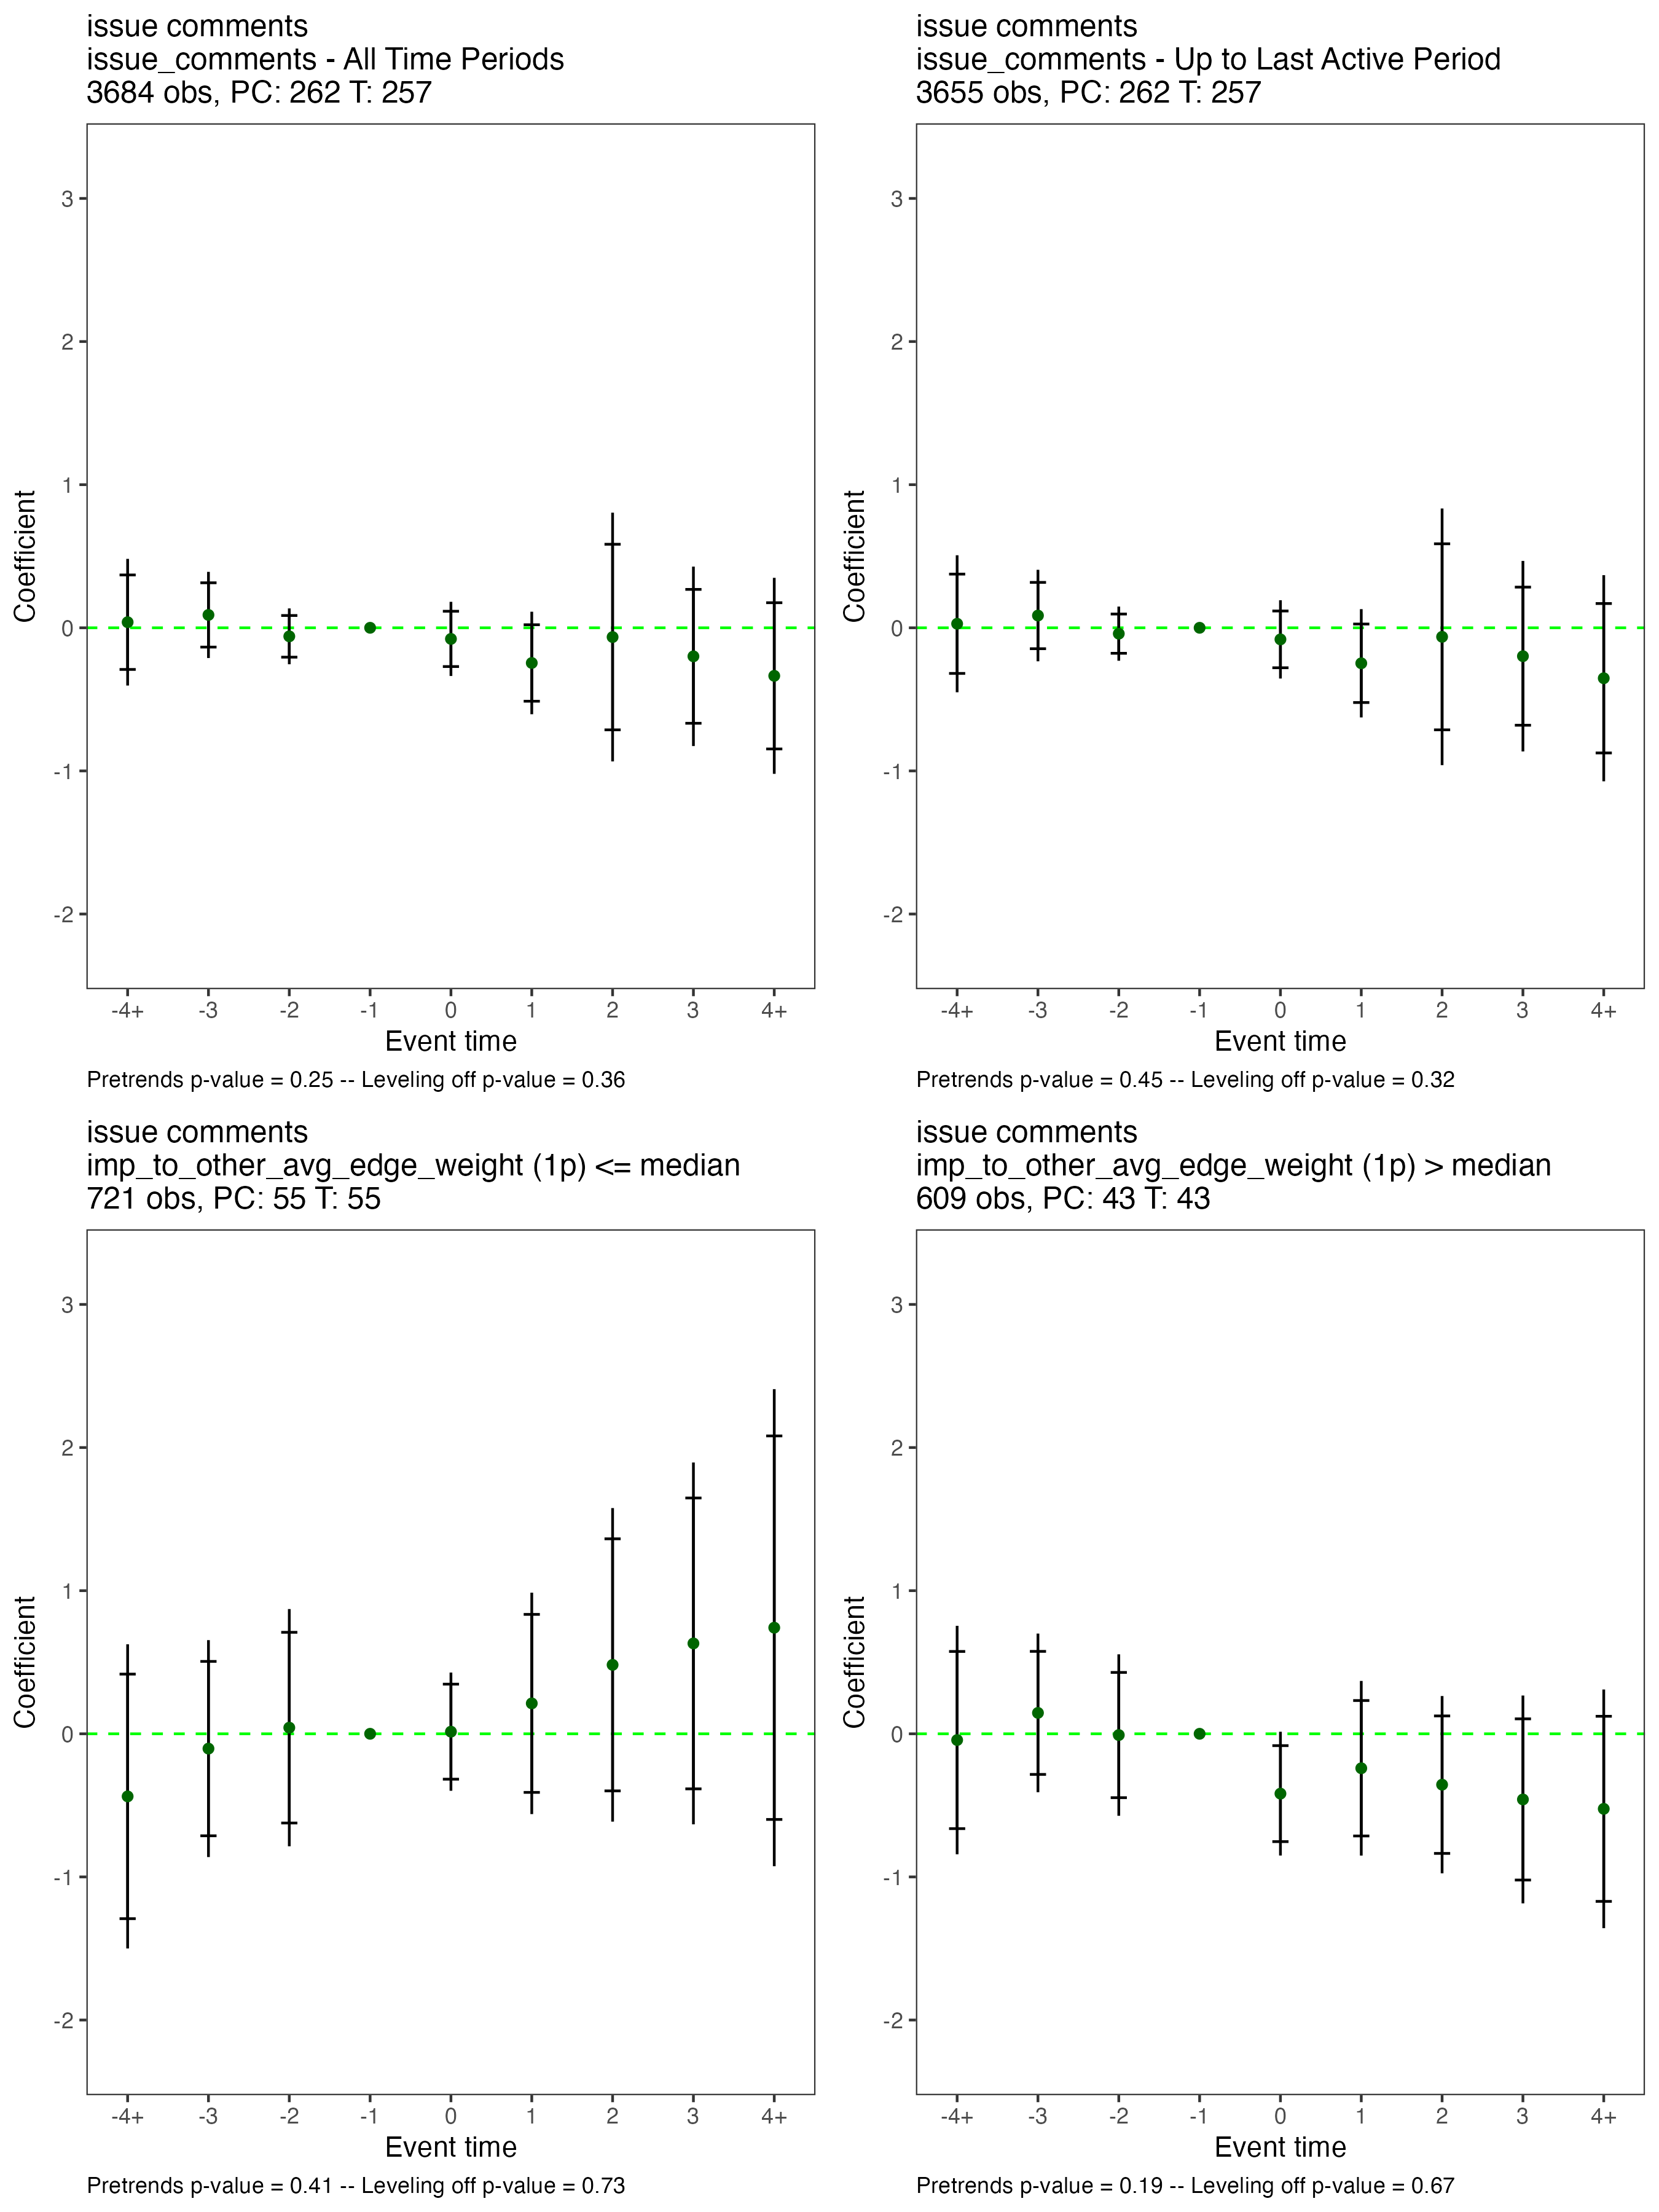 issue comments
issue_comments - All Time Periods
3684 obs, PC: 262 T: 257
Coefficient
3
2
1
0
-1
-2
-4+ -3 -2 -1 0 1 2 3 4+
Event time
Pretrends p-value = 0.25 -- Leveling off p-value = 0.36
issue comments
issue_comments - Up to Last Active Period
3655 obs, PC: 262 T: 257
Coefficient
3
2
1
0
-1
-2
-4+ -3 -2 -1 0 1 2 3 4+
Event time
Pretrends p-value = 0.45 -- Leveling off p-value = 0.32
issue comments
imp_to_other_avg_edge_weight (1p) <= median
721 obs, PC: 55 T: 55
Coefficient
3
2
1
0
-1
-2
-4+ -3 -2 -1 0 1 2 3 4+
Event time
Pretrends p-value = 0.41 -- Leveling off p-value = 0.73
issue comments
imp_to_other_avg_edge_weight (1p) > median
609 obs, PC: 43 T: 43
Coefficient
3
2
1
0
-1
-2
-4+ -3 -2 -1 0 1 2 3 4+
Event time
Pretrends p-value = 0.19 -- Leveling off p-value = 0.67